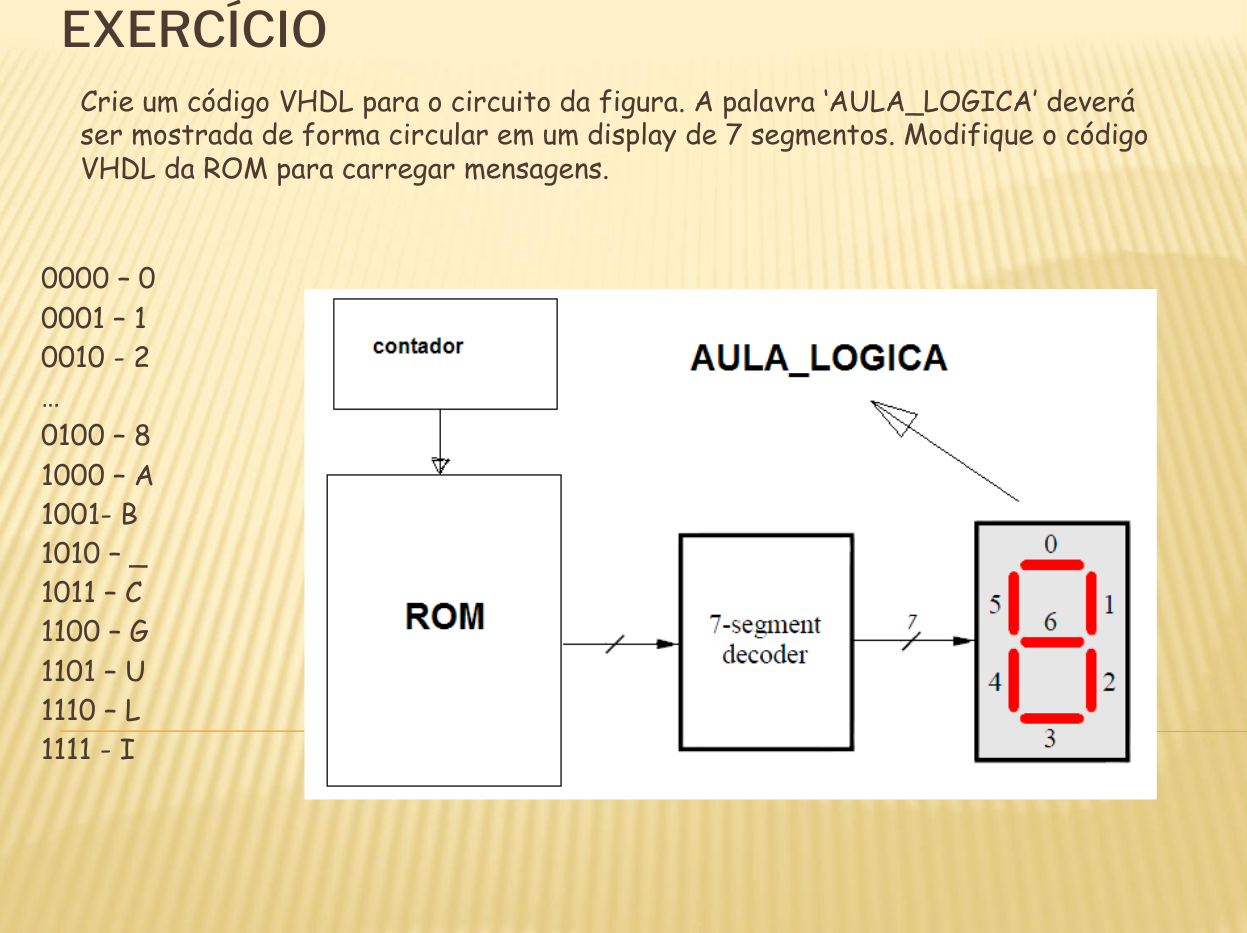 EXERCÍCIO
Crie um código VHDL para o circuito da figura. A palavra ‘AULA_LOGICA’ deverá
ser mostrada de forma circular em um display de 7 segmentos. Modifique o código
VHDL da ROM para carregar mensagens.
0000 – 0
0001 – 1
0010 - 2
…
0100 – 8
1000 – A
1001- B
1010 – _
1011 – C
1100 – G
1101 – U
1110 – L
1111 - I
contador
AULA_LOGICA
ROM
7-segment
decoder
7
0
5
1
6
4
2
3